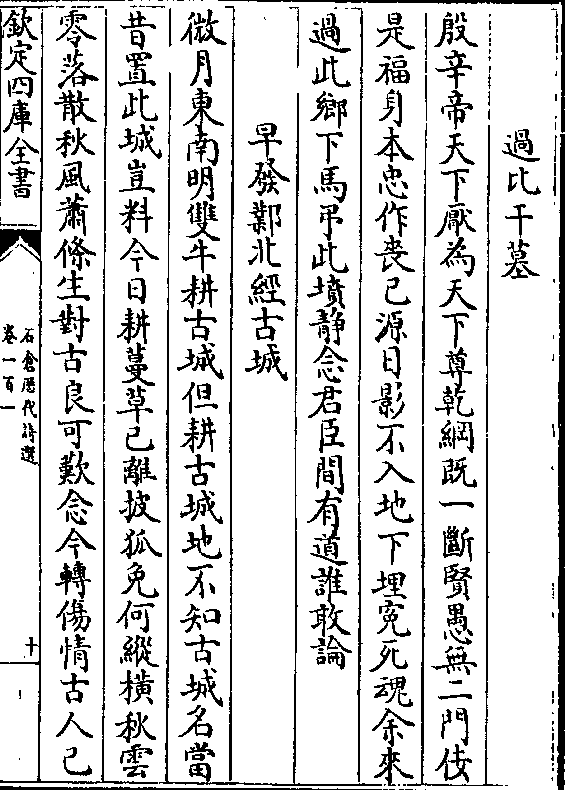 過比干墓
殷辛帝天下厭為天下尊乾綱既一斷賢愚無二門佞
是福身本忠作喪己源日影不入地下埋寃死魂余來
過此鄉下馬弔此墳静念君臣間有道誰敢論
早發鄴北經古城
微月東南明雙牛耕古城但耕古城地不知古城名當
昔置此城豈料今日耕蔓草已離披狐兔何縱橫秋雲
零落散秋風蕭條生對古良可歎念今轉傷情古人已
欽定四庫全書
石倉歷代詩選
卷一百一
十